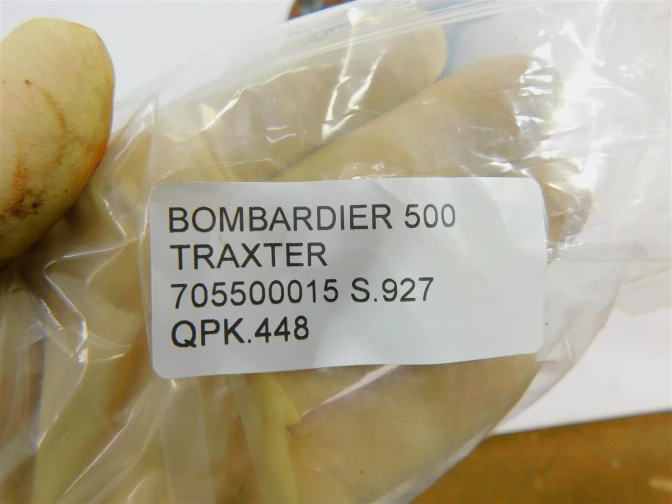 BOMBARDIER 500
TRAXTER
705500015 S.927
QPK.448